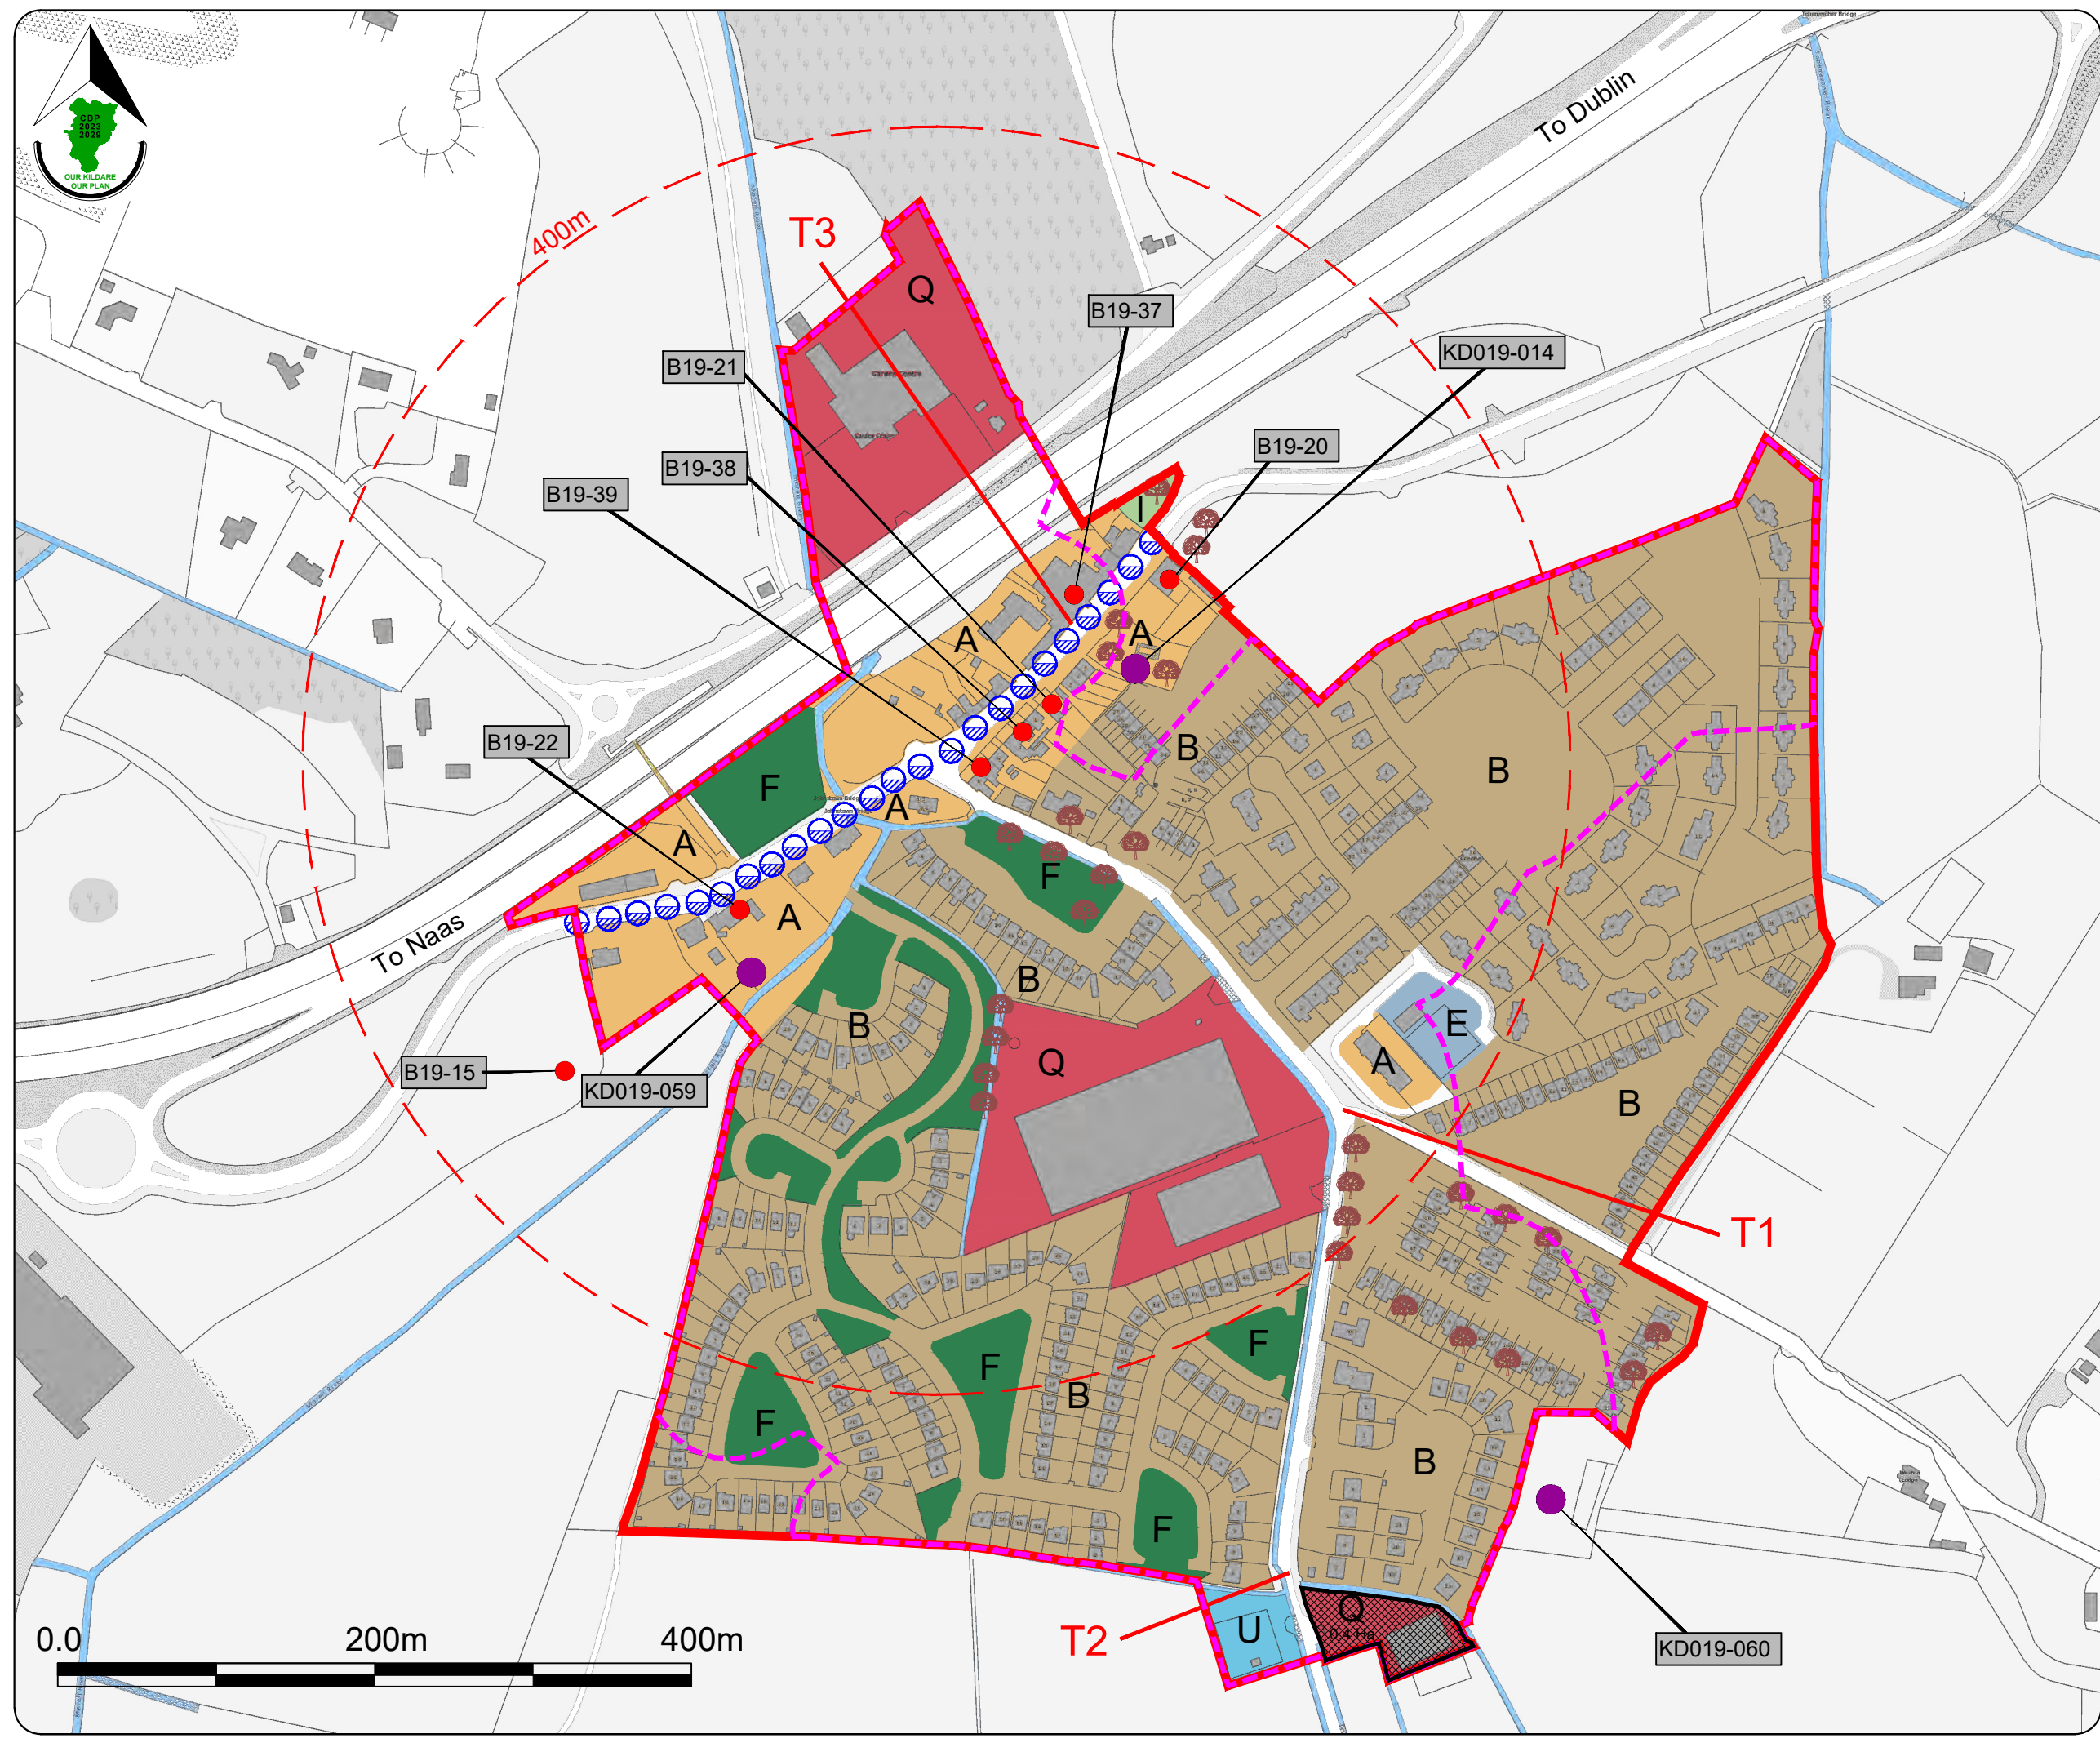 CDP
2023
2029
OUR KILDARE
OUR PLAN
To Dublin
400m
T3
Q
B19-37
B19-21
KD019-014
Garden Centre
B19-20
B19-38
B19-39
I
A
A
B
B19-22
B
F
A
A
F
A
To Naas
B
E
B
Q
A
B19-15
KD019-059
B
T1
F
F
B
F
B
F
Q
0.4 Ha
U
T2
KD019-060
0.0
200m
400m